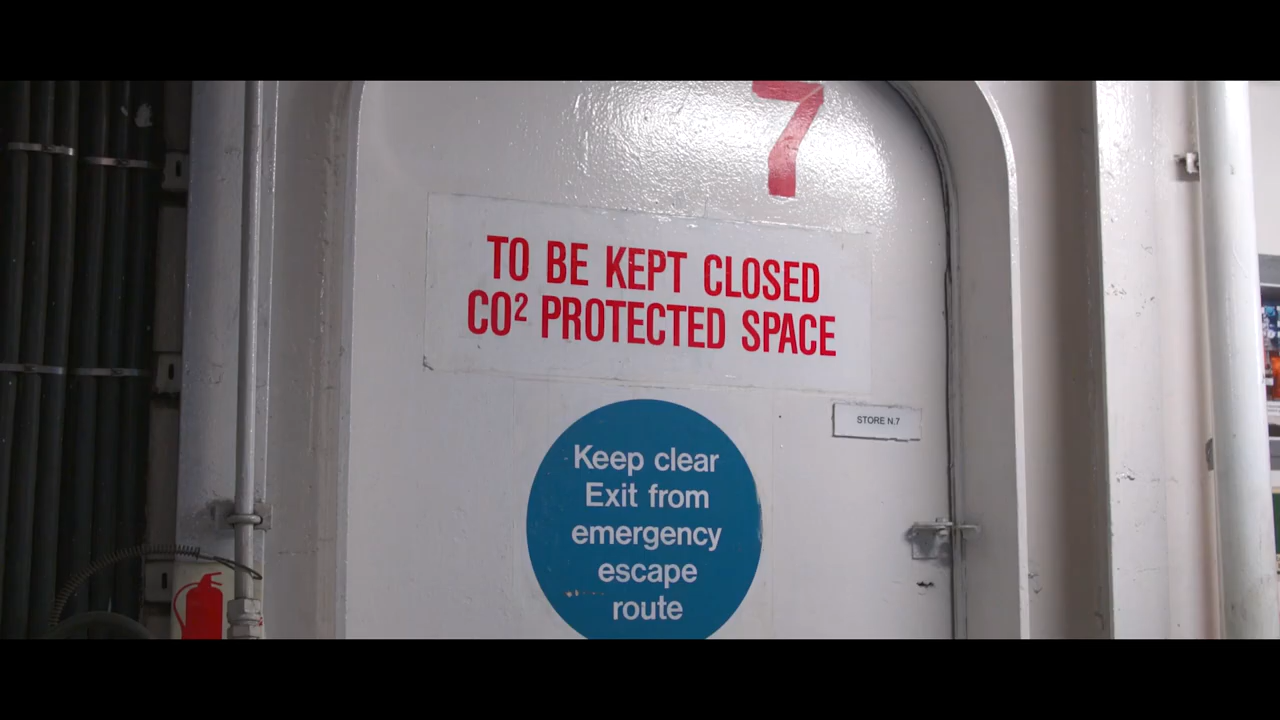 7
TO BE KEPT CLOSED
CO² PROTECTED SPACE
STORE N.7
Keep clear
Exit from
emergency
escape
route